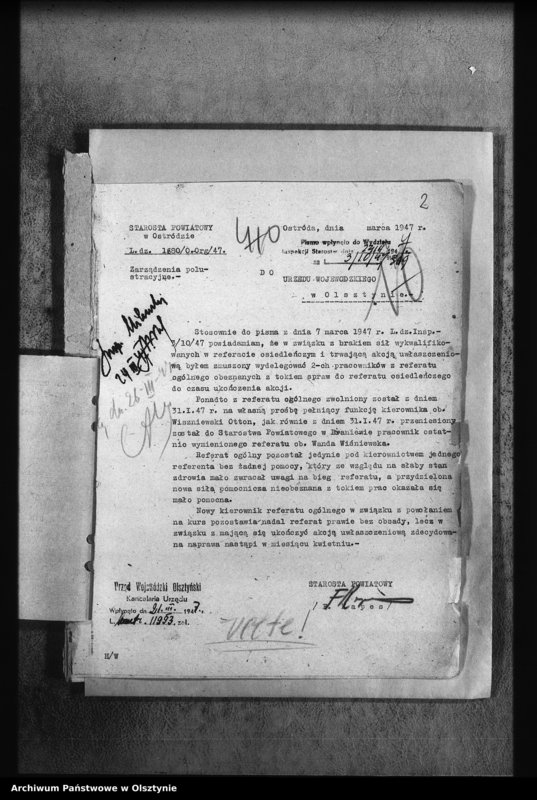 2
STAROSTA POWIATOWY
w Ostródzie
L.dz. 1880/O.Org/47.
Zarządzenia polu-
stracyjne.-
Ostróda, dnia marca 1947 r.
Pismo wpłynęło do Wydziału
DO
URZĘDU WOJEWÓDZKIEGO
w Olsztynie.
Stosownie do pisma z dnia 7 marca 1947 r. L.dz.Insp.-
3/10/47 powiadamiam, że w związku z brakiem sił wykwalifiko-
wanych w referacie osiedleńczym i trwającą akcją uwłaszczenio-
wą byłem zmuszony wydelegować 2-ch pracowników z referatu
ogólnego obeznanych z tokiem spraw do referatu osiedleńczego
do czasu ukończenia akcji.
Ponadto z referatu ogólnego zwolniony został z dniem
31.I.47 r. na własną prośbę pełniący funkcję kierownika ob.
Wiszniewski Otton, jak również z dniem 31.I.47 r. przeniesiony
został do Starostwa Powiatowego w Braniewie pracownik ostat-
nio wymienionego referatu ob. Wanda Wiśniewska.
Referat ogólny pozostał jedynie pod kierownictwem jednego
referenta bez żadnej pomocy, który ze względu na słaby stan
zdrowia mało zwracał uwagi na bieg referatu, a przydzielona
nowa siła pomocnicza nieobeznana z tokiem prac okazała się
mało pomocna.
Nowy kierownik referatu ogólnego w związku z powołaniem
na kurs pozostawia nadal referat prawie bez obsady, lecz w
związku z mającą się ukończyć akcją uwłaszczeniową zdecydowa-
na naprawa nastąpi w miesiącu kwietniu.-
Urząd Wojewódzki Olsztyński
Kancelaria Urzędu
Wpłynęło dn. 21. III. 1947.
L. 11993 zał.
STAROSTA POWIATOWY
H/W
Archiwum Państwowe w Olsztynie